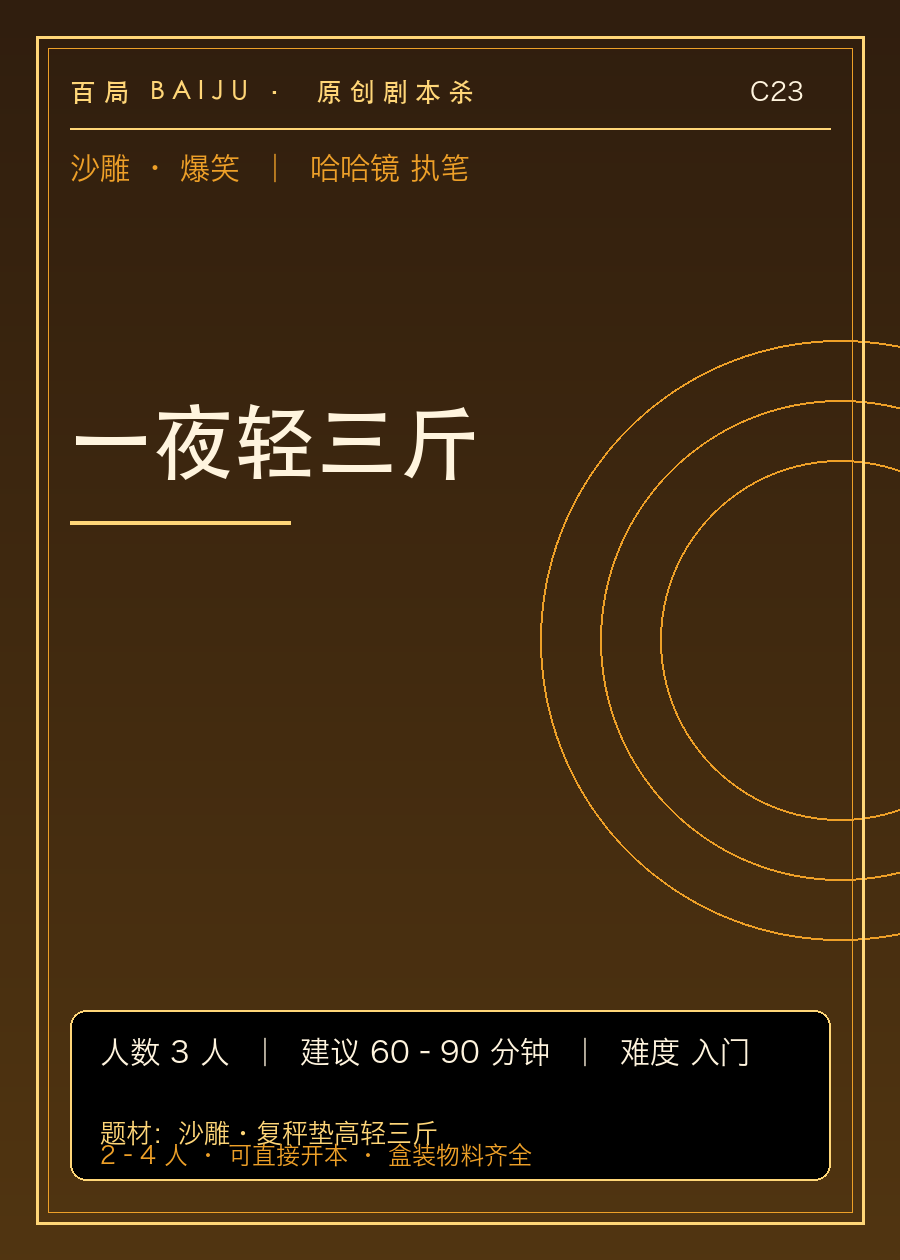 百局 BAIJU · 原创剧本杀 C23
沙雕 · 爆笑 ｜ 哈哈镜 执笔
一夜轻三斤
人数 3 人 ｜ 建议 60 - 90 分钟 ｜ 难度 入门
题材：沙雕 · 复秤垫高轻三斤
2 - 4 人 · 可直接开本 · 盒装物料齐全